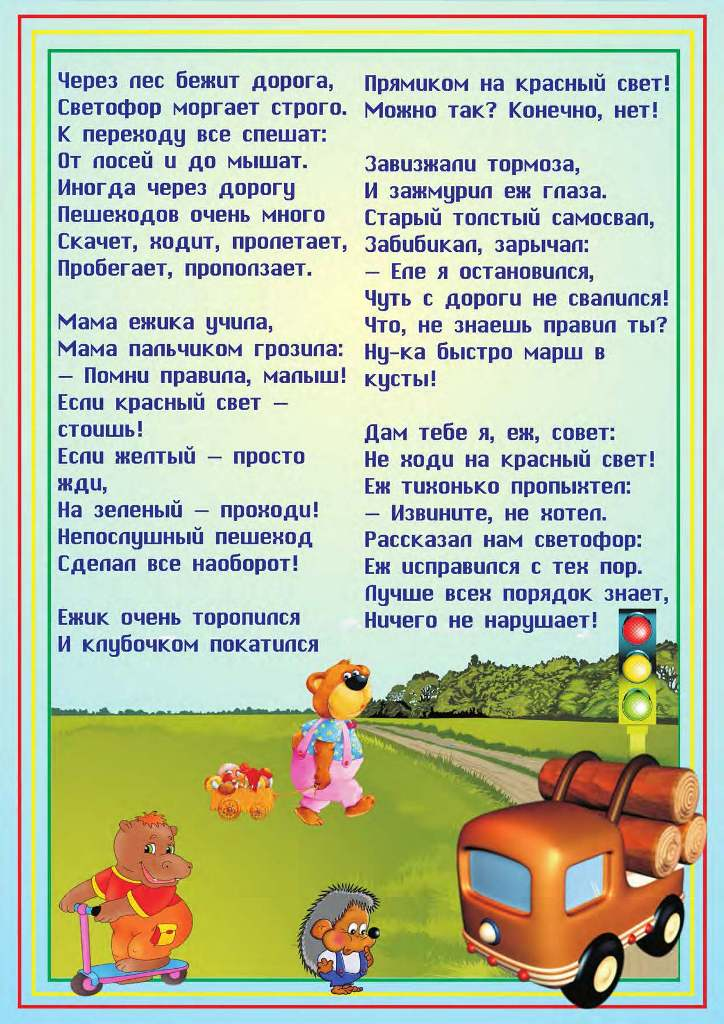 Через лес бежит дорога,
Светофор моргает строго.
К переходу все спешат:
От лосей и до мышат.
Иногда через дорогу
Пешеходов очень много
Скачет, ходит, пролетает,
Пробегает, проползает.
Мама ежика учила,
Мама пальчиком грозила:
– Помни правила, малыш!
Если красный свет –
стоишь!
Если желтый – просто
жди,
На зеленый – проходи!
Непослушный пешеход
Сделал все наоборот!
Ежик очень торопился
И клубочком покатился
Прямиком на красный свет!
Можно так? Конечно, нет!
Завизжали тормоза,
И зажмурил еж глаза.
Старый толстый самосвал,
Забибикал, зарычал:
– Еле я остановился,
Чуть с дороги не свалился!
Что, не знаешь правил ты?
Ну-ка быстро марш в
кусты!
Дам тебе я, еж, совет:
Не ходи на красный свет!
Еж тихонько пропыхтел:
– Извините, не хотел.
Рассказал нам светофор:
Еж исправился с тех пор.
Лучше всех порядок знает,
Ничего не нарушает!